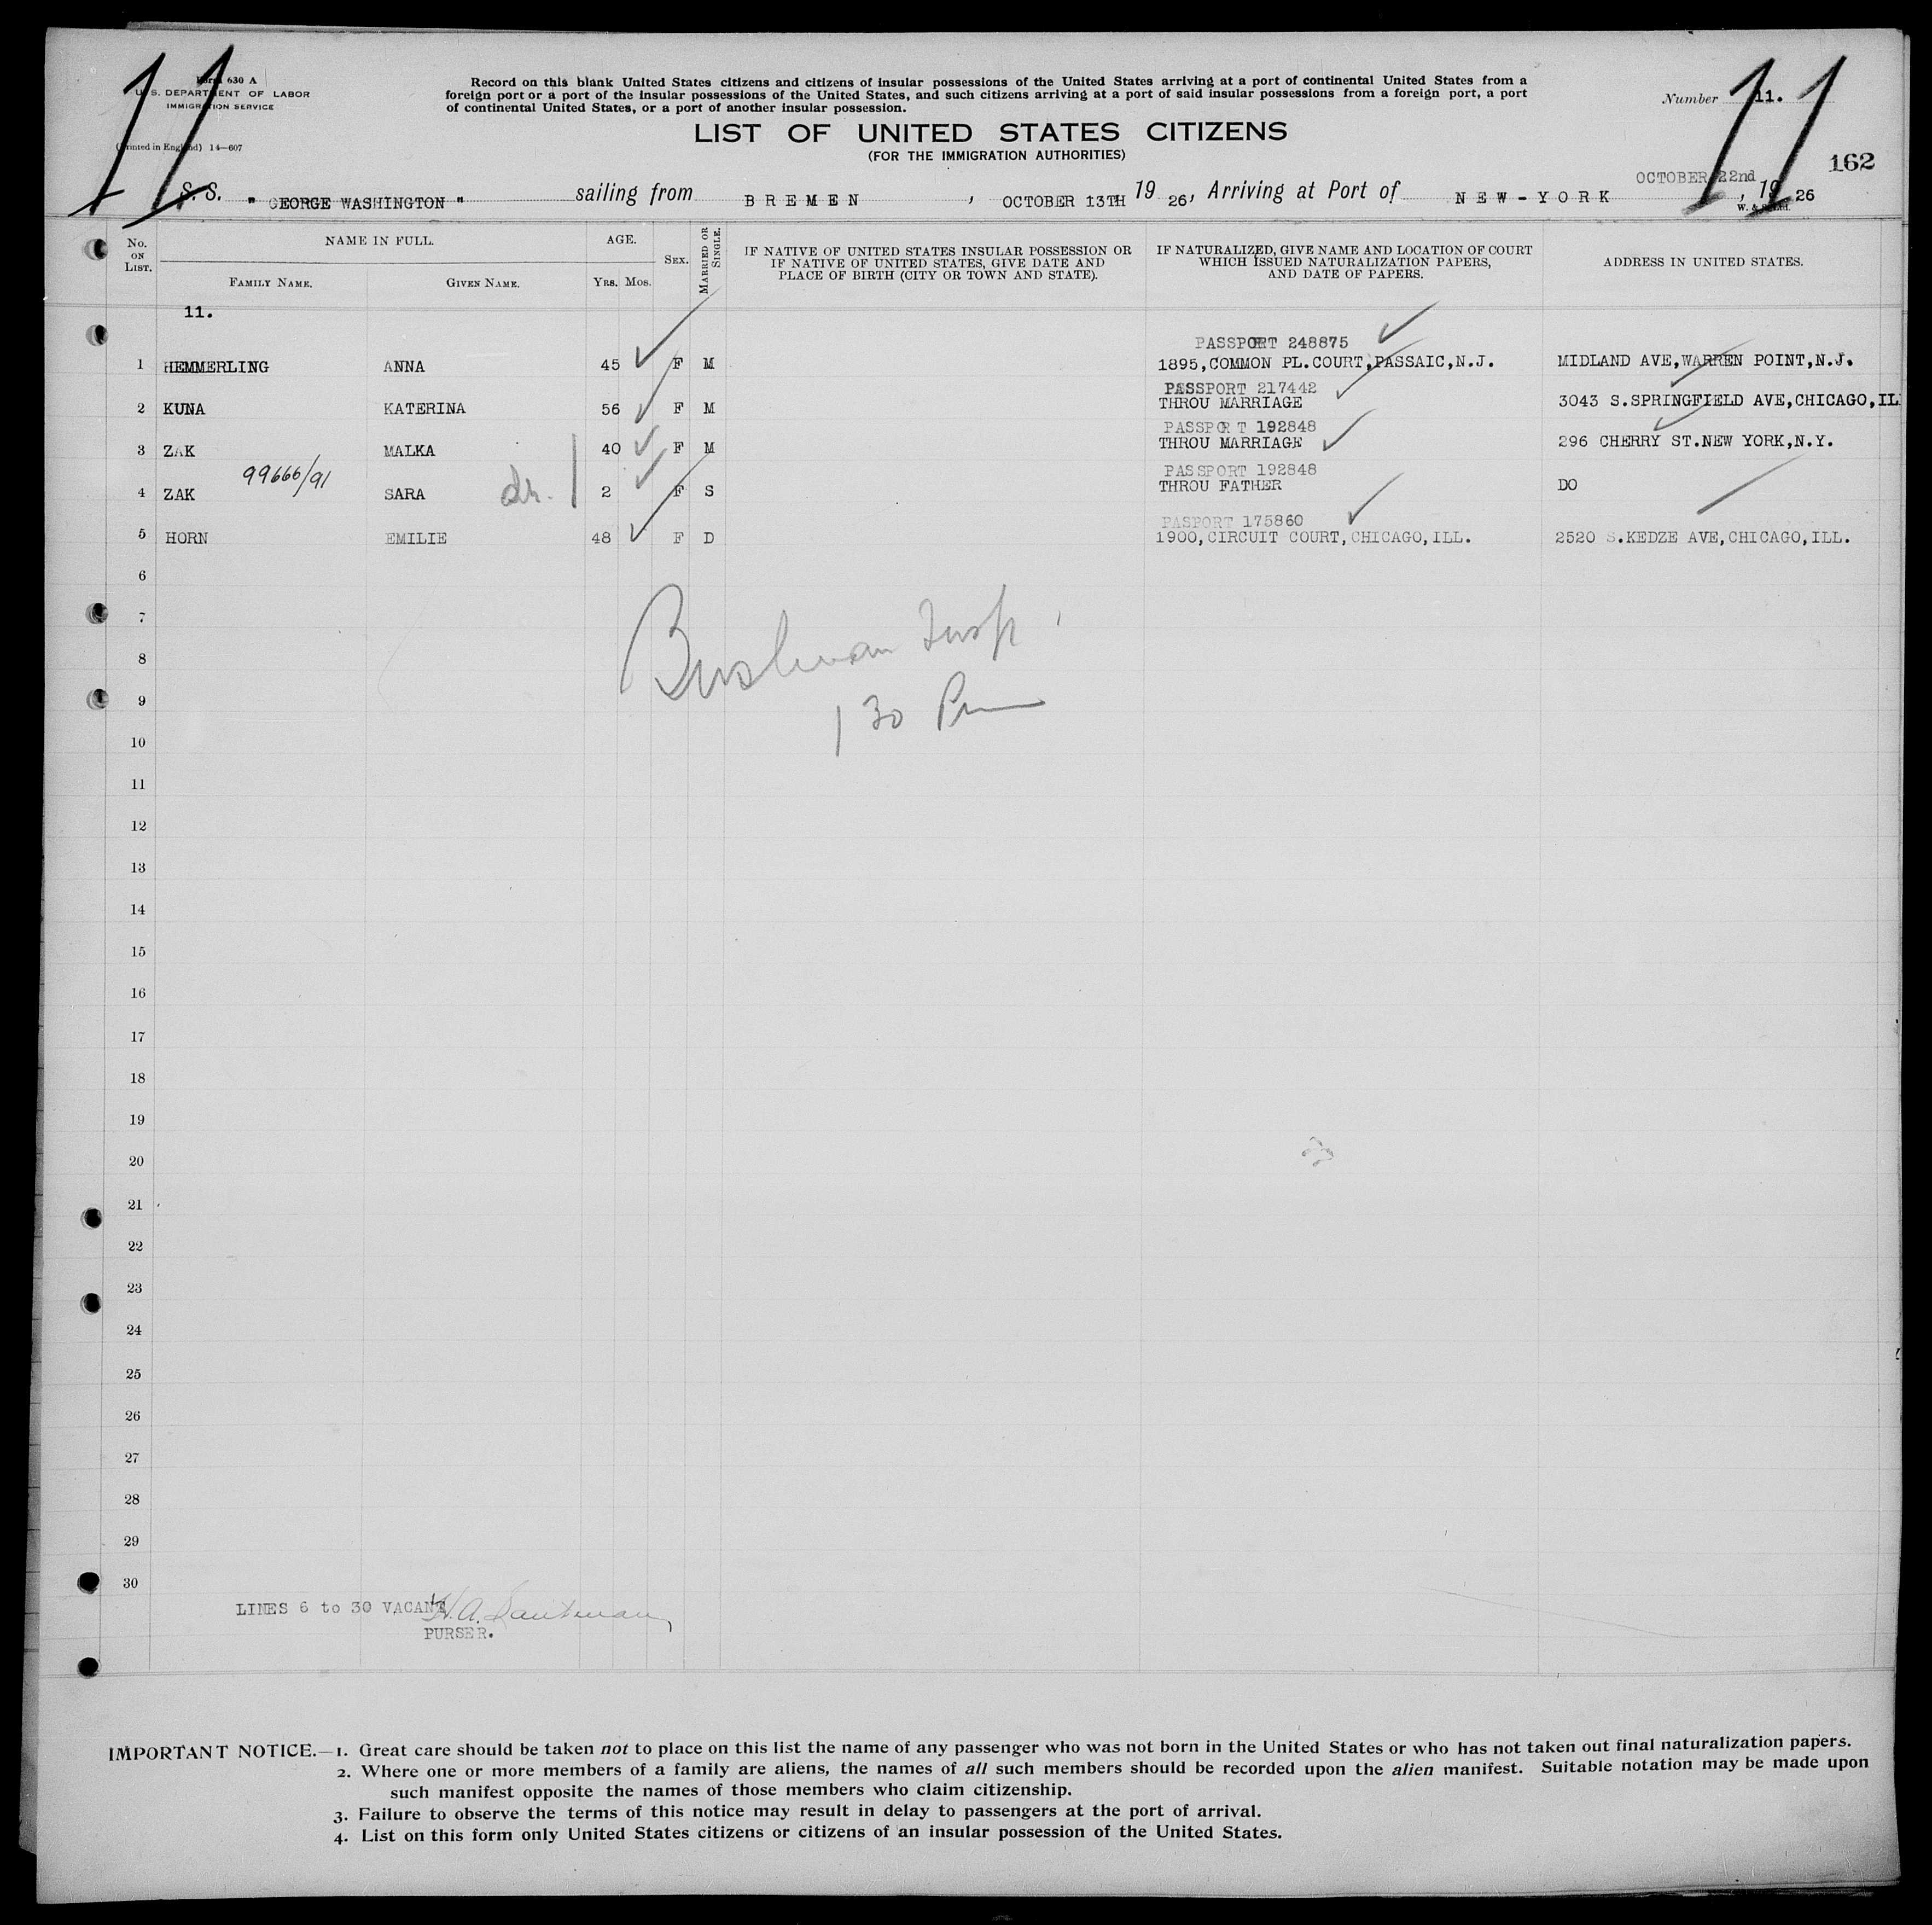 11
11
Form 630 A
U. S. DEPARTMENT OF LABOR
IMMIGRATION SERVICE
(Printed in England) 14—607
Record on this blank United States citizens and citizens of insular possessions of the United States arriving at a port of continental United States from a
foreign port or a port of the insular possessions of the United States, and such citizens arriving at a port of said insular possessions from a foreign port, a port
of continental United States, or a port of another insular possession.
Number 11.
LIST OF UNITED STATES CITIZENS
(FOR THE IMMIGRATION AUTHORITIES)
162
S. S. " GEORGE WASHINGTON " sailing from BREMEN , OCTOBER 13TH 19 26, Arriving at Port of NEW-YORK OCTOBER 22nd , 19 26
No. ON LIST.
NAME IN FULL.
FAMILY NAME.
GIVEN NAME.
AGE.
YRS. MOS.
SEX.
MARRIED OR SINGLE.
IF NATIVE OF UNITED STATES INSULAR POSSESSION OR
IF NATIVE OF UNITED STATES, GIVE DATE AND
PLACE OF BIRTH (CITY OR TOWN AND STATE).
IF NATURALIZED, GIVE NAME AND LOCATION OF COURT
WHICH ISSUED NATURALIZATION PAPERS,
AND DATE OF PAPERS.
ADDRESS IN UNITED STATES.
11.
PASSPORT 248875
1 HEMMERLING ANNA 45 F M 1895,COMMON PL.COURT,PASSAIC,N.J. MIDLAND AVE,WARREN POINT,N.J.
PASSPORT 217442
2 KUNA KATERINA 56 F M THROU MARRIAGE 3043 S.SPRINGFIELD AVE,CHICAGO,IL
PASSPOR T 192848
3 ZAK MALKA 40 F M THROU MARRIAGE 296 CHERRY ST.NEW YORK,N.Y.
99666/91
PASSPORT 192848
4 ZAK SARA 2 F S THROU FATHER DO
PASPORT 175860
5 HORN EMILIE 48 F D 1900,CIRCUIT COURT,CHICAGO,ILL. 2520 S.KEDZE AVE,CHICAGO,ILL.
6
7
8
9
10
11
12
13
14
15
16
17
18
19
20
21
22
23
24
25
26
27
28
29
30
Insp.
1 30 Pm
LINES 6 to 30 VACANT
H.A.
PURSER.
IMPORTANT NOTICE.—1. Great care should be taken not to place on this list the name of any passenger who was not born in the United States or who has not taken out final naturalization papers.
2. Where one or more members of a family are aliens, the names of all such members should be recorded upon the alien manifest. Suitable notation may be made upon
such manifest opposite the names of those members who claim citizenship.
3. Failure to observe the terms of this notice may result in delay to passengers at the port of arrival.
4. List on this form only United States citizens or citizens of an insular possession of the United States.